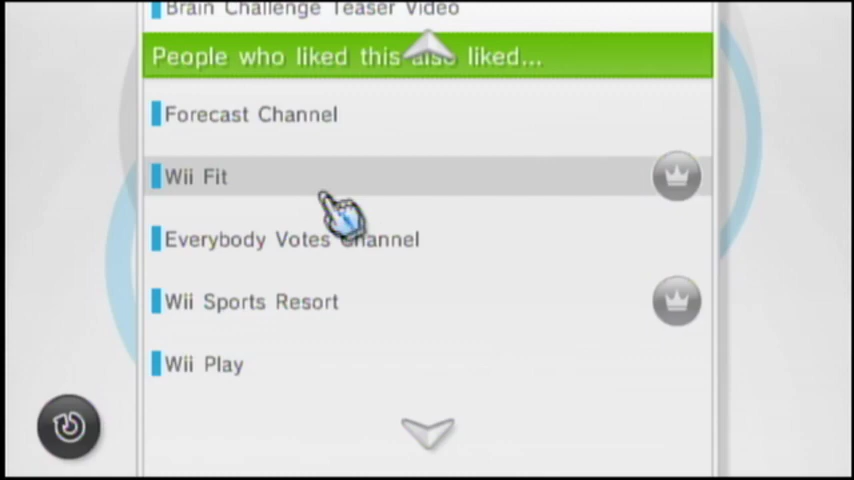 Brain Challenge Teaser Video
People who liked this also liked...
Forecast Channel
Wii Fit
Everybody Votes Channel
Wii Sports Resort
Wii Play